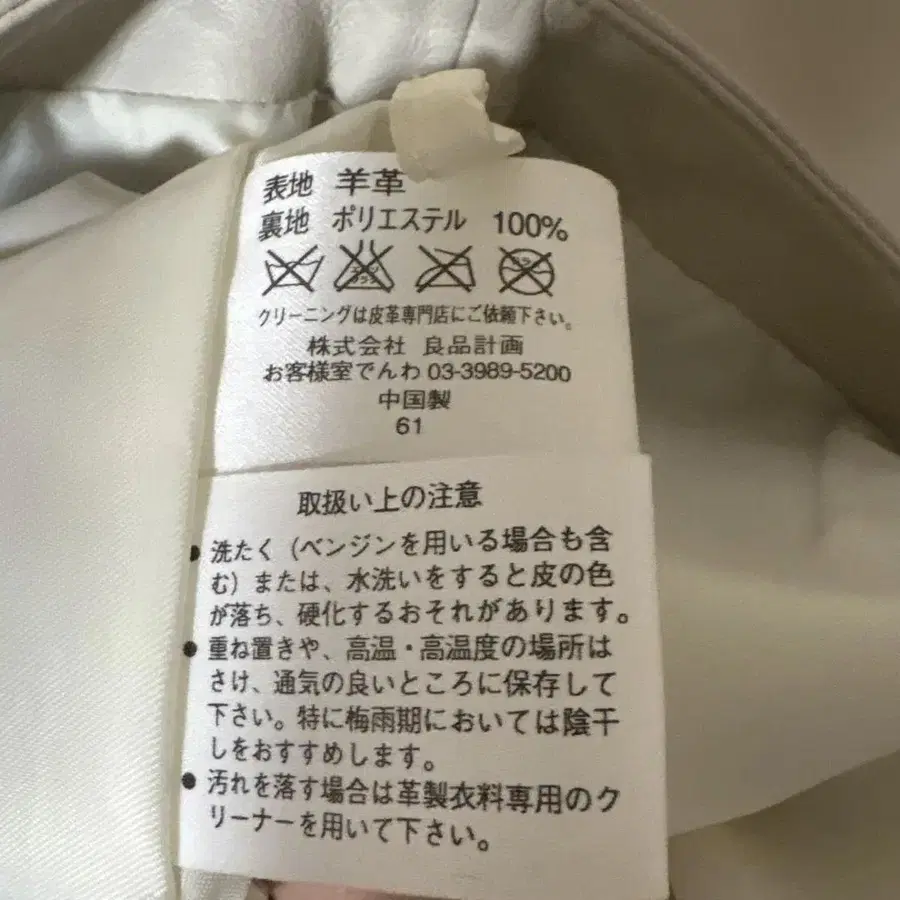 表地 羊革
裏地 ポリエステル 100%
クリーニングは皮革専門店にご依頼下さい。
株式会社 良品計画
お客様室でんわ 03-3989-5200
中国製
61
取扱い上の注意
• 洗たく（ベンジンを用いる場合も含
む）または、水洗いをすると皮の色
が落ち、硬化するおそれがあります。
• 重ね置きや、高温・高温度の場所は
さけ、通気の良いところに保存して
下さい。特に梅雨期においては陰干
しをおすすめします。
• 汚れを落す場合は革製衣料専用のク
リーナーを用いて下さい。